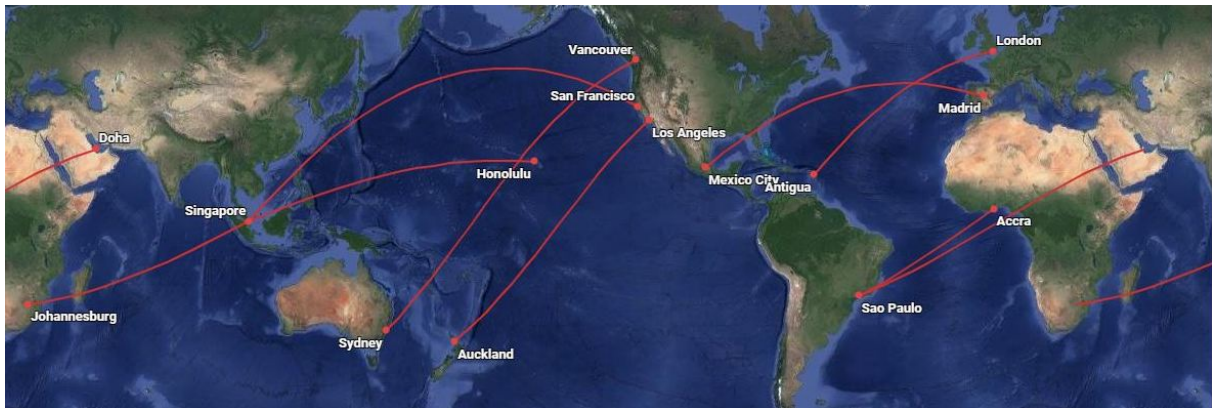 London
Vancouver
San Francisco
Madrid
Los Angeles
Doha
Honolulu
Mexico City
Antigua
Singapore
Accra
Sao Paulo
Johannesburg
Sydney
Auckland